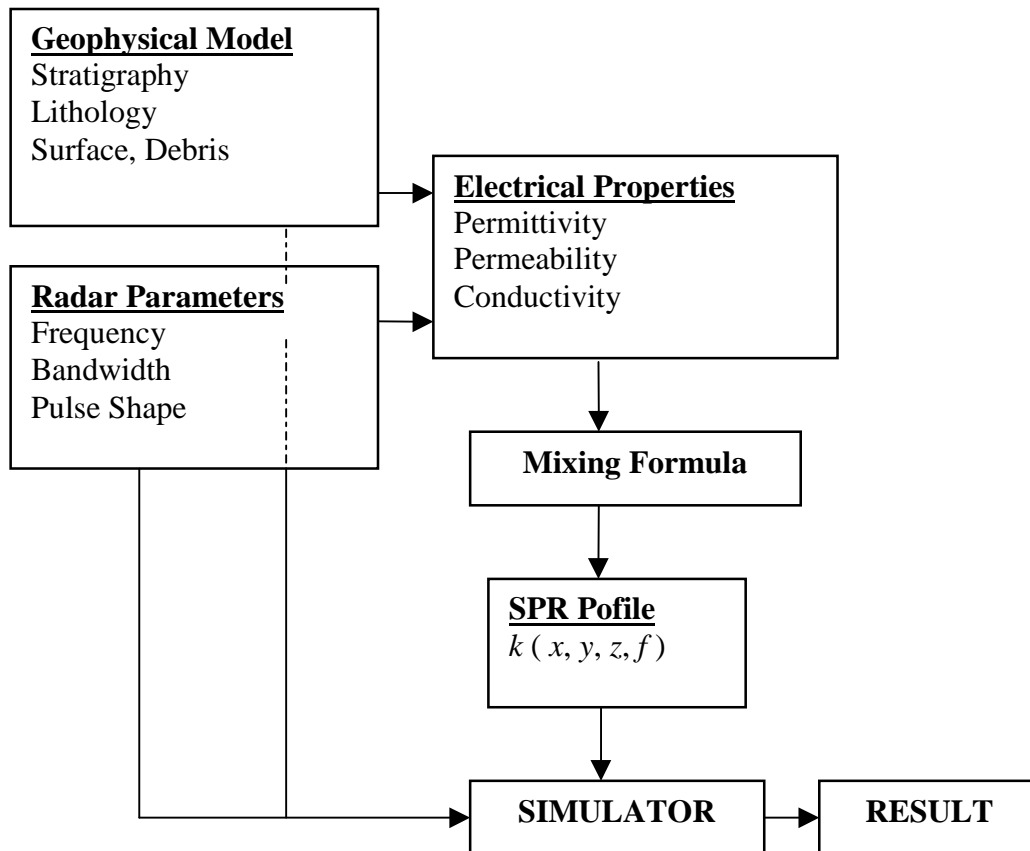 Geophysical Model
Stratigraphy
Lithology
Surface, Debris
Radar Parameters
Frequency
Bandwidth
Pulse Shape
Electrical Properties
Permittivity
Permeability
Conductivity
Mixing Formula
SPR Pofile
k ( x, y, z, f )
SIMULATOR
RESULT